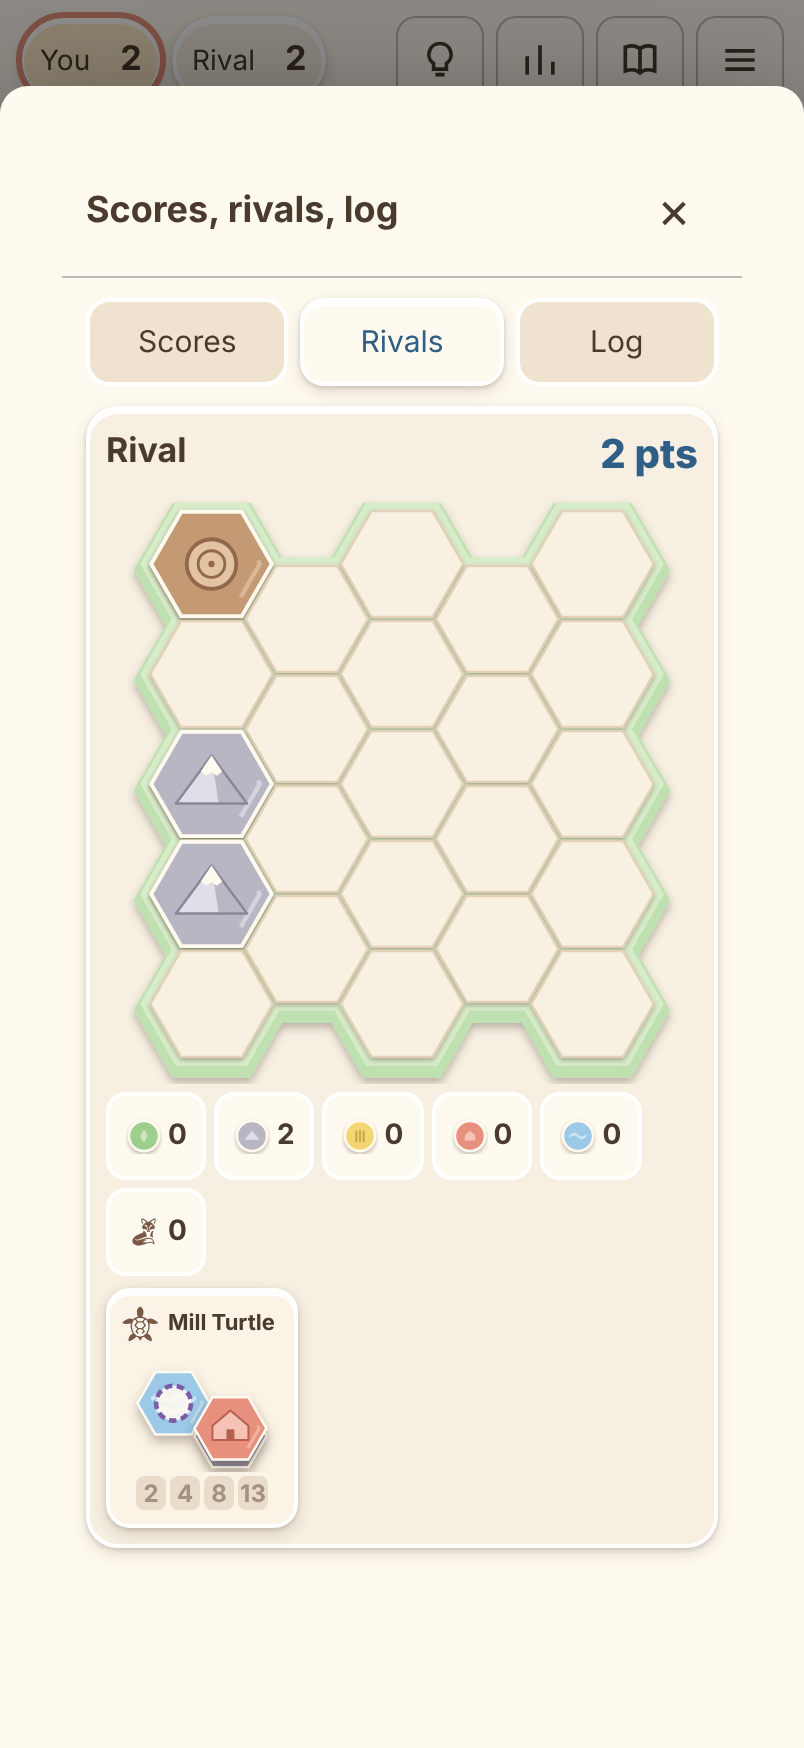 You 2 Rival 2
Scores, rivals, log
Scores Rivals Log
Rival 2 pts
0 2 0 0 0
0
Mill Turtle
2 4 8 13